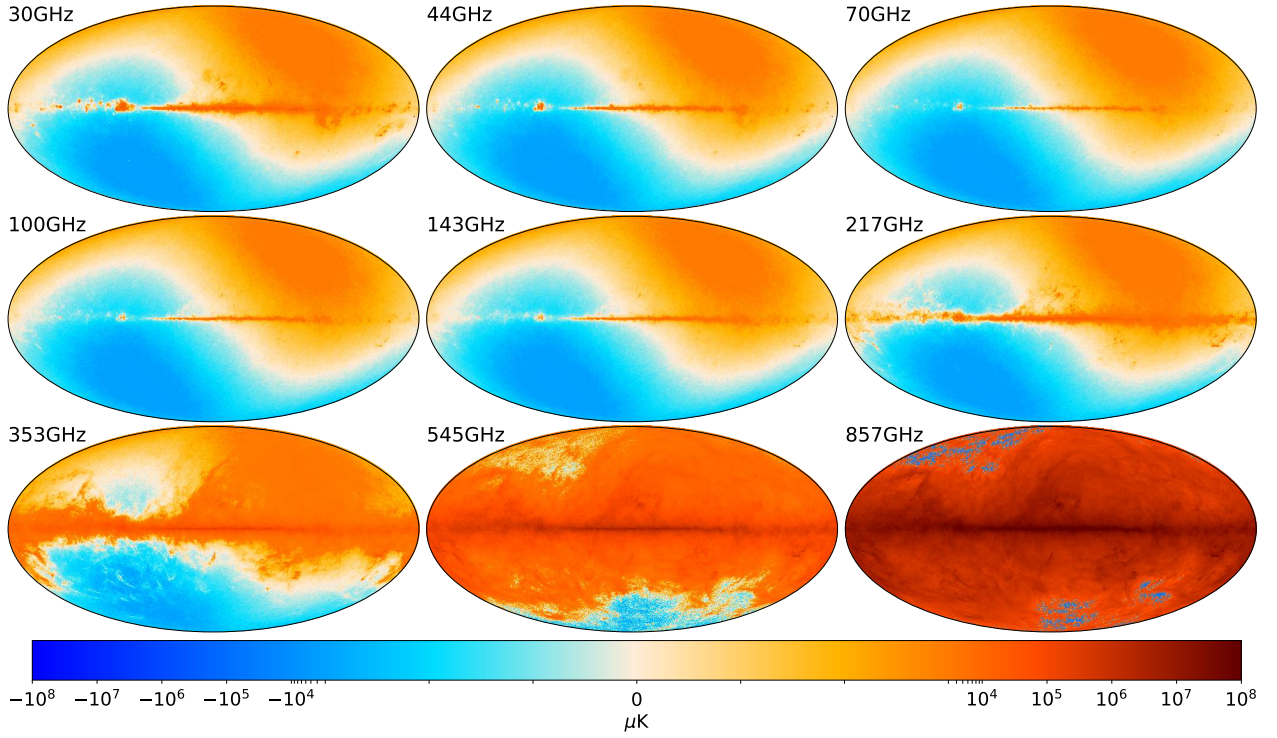 30GHz 44GHz 70GHz
100GHz 143GHz 217GHz
353GHz 545GHz 857GHz
−10⁸ −10⁷ −10⁶ −10⁵ −10⁴ 0 10⁴ 10⁵ 10⁶ 10⁷ 10⁸
μK